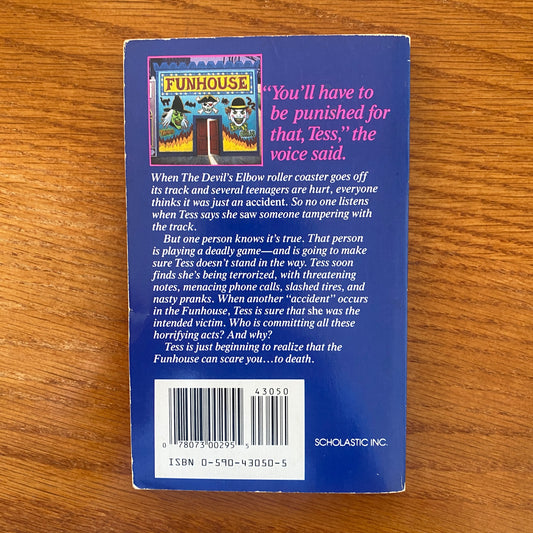 FUNHOUSE
"You'll have to
be punished for
that, Tess," the
voice said.
When The Devil's Elbow roller coaster goes off
its track and several teenagers are hurt, everyone
thinks it was just an accident. So no one listens
when Tess says she saw someone tampering with
the track.
But one person knows it's true. That person
is playing a deadly game—and is going to make
sure Tess doesn't stand in the way. Tess soon
finds she's being terrorized, with threatening
notes, menacing phone calls, slashed tires, and
nasty pranks. When another "accident" occurs
in the Funhouse, Tess is sure that she was the
intended victim. Who is committing all these
horrifying acts? And why?
Tess is just beginning to realize that the
Funhouse can scare you...to death.
43050
0 78073 00295 5
ISBN 0-590-43050-5
SCHOLASTIC INC.